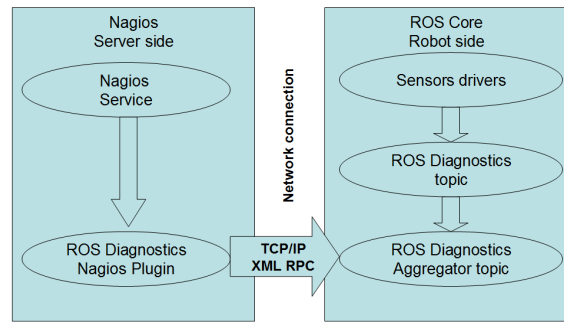 Nagios
Server side
Nagios
Service
ROS Diagnostics
Nagios Plugin
Network connection
TCP/IP
XML RPC
ROS Core
Robot side
Sensors drivers
ROS Diagnostics
topic
ROS Diagnostics
Aggregator topic